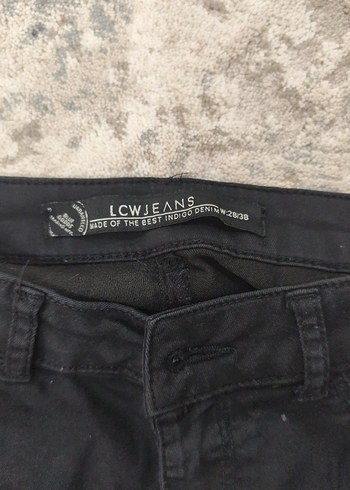 LCWJEANS
MADE OF THE BEST INDIGO DENIM W:28/38